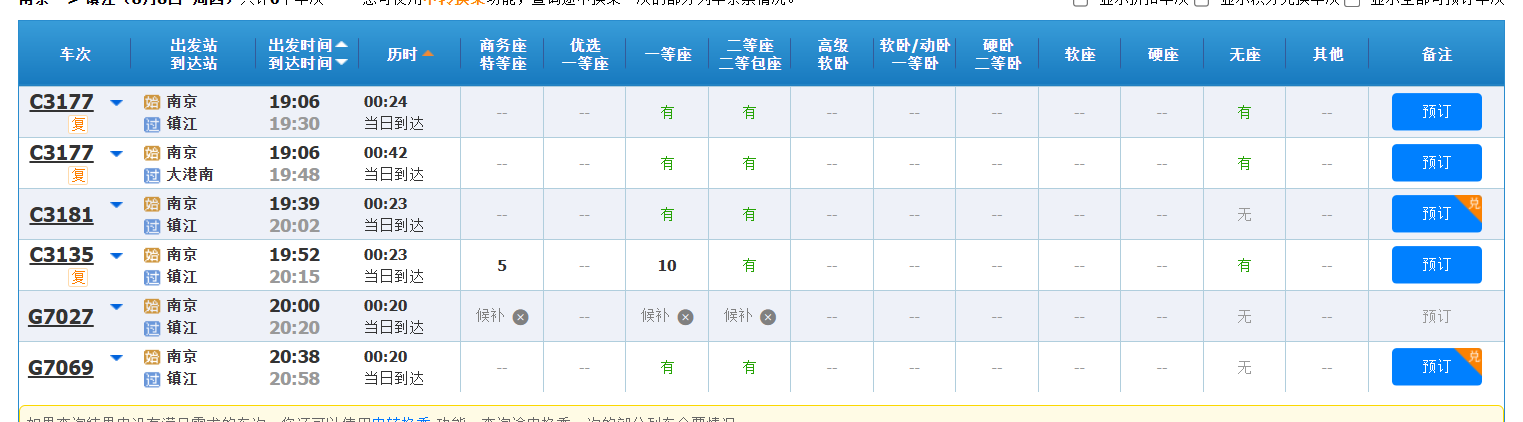 车次 出发站 到达站 出发时间 到达时间 历时 商务座 特等座 优选 一等座 一等座 二等座 二等包座 高级 软卧 软卧/动卧 一等卧 硬卧 二等卧 软座 硬座 无座 其他 备注
C3177 始 南京 19:06 00:24 -- -- 有 有 -- -- -- -- -- 有 -- 预订
复 过 镇江 19:30 当日到达
C3177 始 南京 19:06 00:42 -- -- 有 有 -- -- -- -- -- 有 -- 预订
复 过 大港南 19:48 当日到达
C3181 始 南京 19:39 00:23 -- -- 有 有 -- -- -- -- -- 无 -- 预订 兑
过 镇江 20:02 当日到达
C3135 始 南京 19:52 00:23 5 -- 10 有 -- -- -- -- -- 有 -- 预订
复 过 镇江 20:15 当日到达
G7027 始 南京 20:00 00:20 候补 -- 候补 候补 -- -- -- -- -- 无 -- 预订
过 镇江 20:20 当日到达
G7069 始 南京 20:38 00:20 -- -- 有 有 -- -- -- -- -- 无 -- 预订 兑
过 镇江 20:58 当日到达